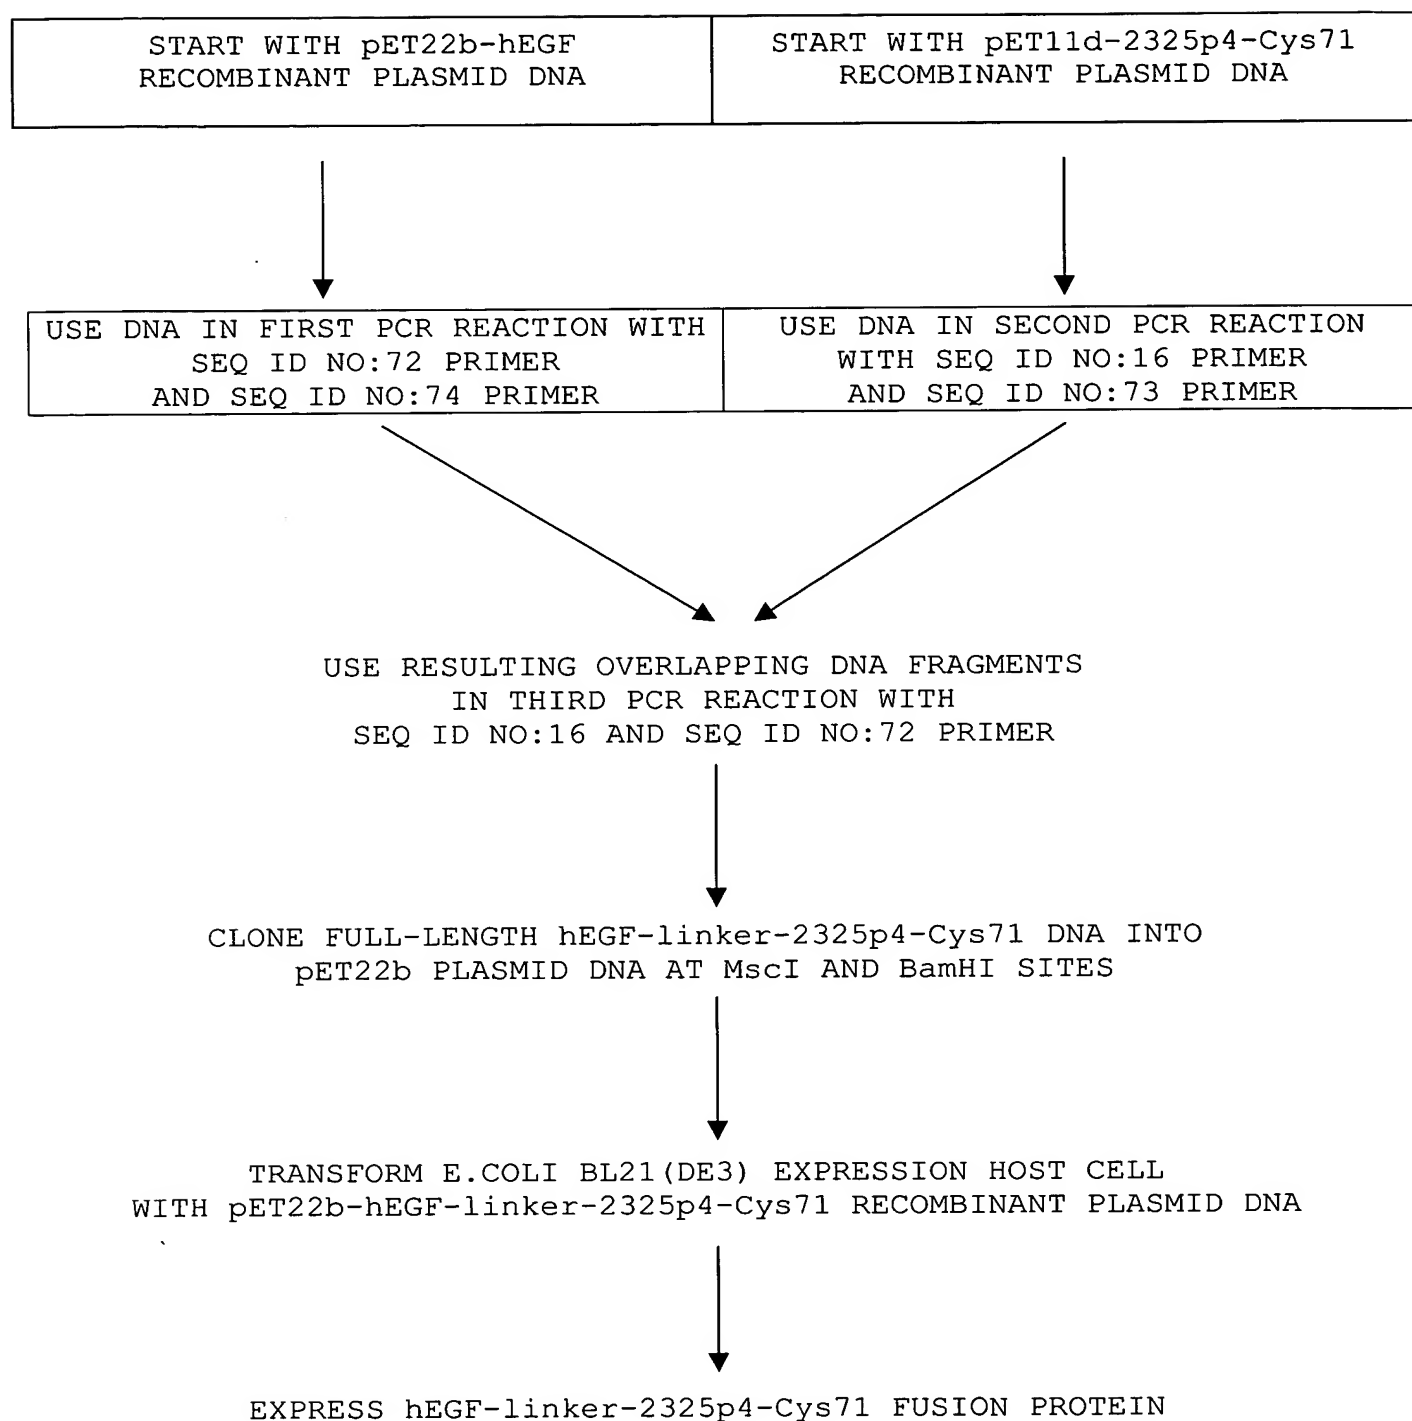 START WITH pET22b-hEGF
RECOMBINANT PLASMID DNA
START WITH pET11d-2325p4-Cys71
RECOMBINANT PLASMID DNA
USE DNA IN FIRST PCR REACTION WITH
SEQ ID NO:72 PRIMER
AND SEQ ID NO:74 PRIMER
USE DNA IN SECOND PCR REACTION
WITH SEQ ID NO:16 PRIMER
AND SEQ ID NO:73 PRIMER
USE RESULTING OVERLAPPING DNA FRAGMENTS
IN THIRD PCR REACTION WITH
SEQ ID NO:16 AND SEQ ID NO:72 PRIMER
CLONE FULL-LENGTH hEGF-linker-2325p4-Cys71 DNA INTO
pET22b PLASMID DNA AT MscI AND BamHI SITES
TRANSFORM E.COLI BL21(DE3) EXPRESSION HOST CELL
WITH pET22b-hEGF-linker-2325p4-Cys71 RECOMBINANT PLASMID DNA
EXPRESS hEGF-linker-2325p4-Cys71 FUSION PROTEIN